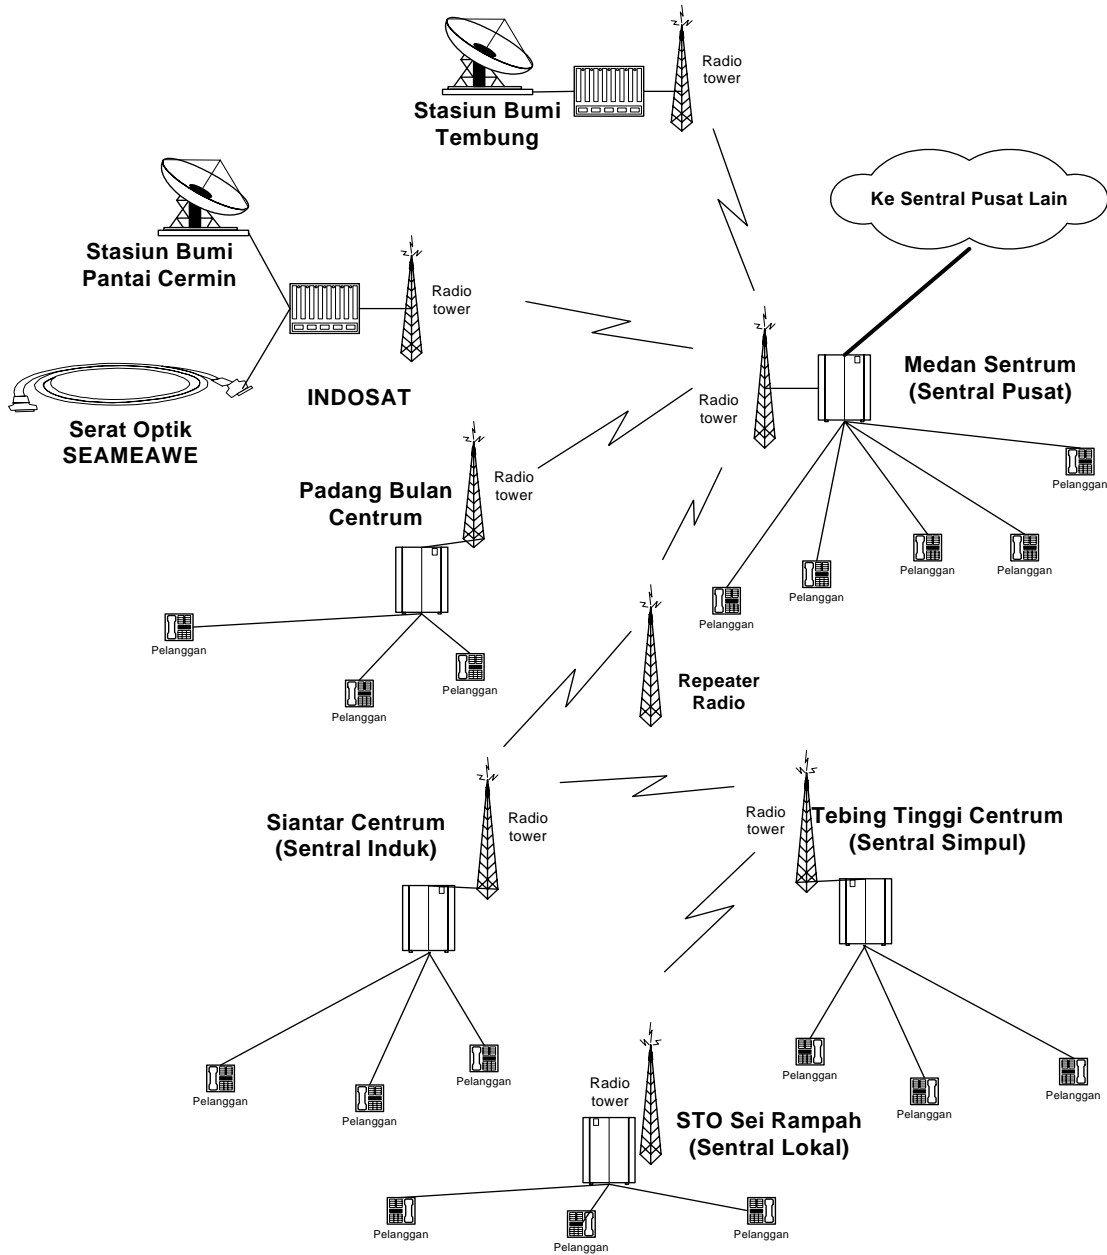 Radio
tower
Stasiun Bumi
Tembung
Ke Sentral Pusat Lain
Stasiun Bumi
Pantai Cermin
Radio
tower
INDOSAT
Serat Optik
SEAMEAWE
Radio
tower
Medan Sentrum
(Sentral Pusat)
Pelanggan
Pelanggan
Pelanggan
Pelanggan
Pelanggan
Padang Bulan
Centrum
Radio
tower
Pelanggan
Pelanggan
Pelanggan
Repeater
Radio
Siantar Centrum
(Sentral Induk)
Radio
tower
Radio
tower
Tebing Tinggi Centrum
(Sentral Simpul)
Pelanggan
Pelanggan
Pelanggan
Pelanggan
Pelanggan
Pelanggan
Radio
tower
STO Sei Rampah
(Sentral Lokal)
Pelanggan
Pelanggan
Pelanggan